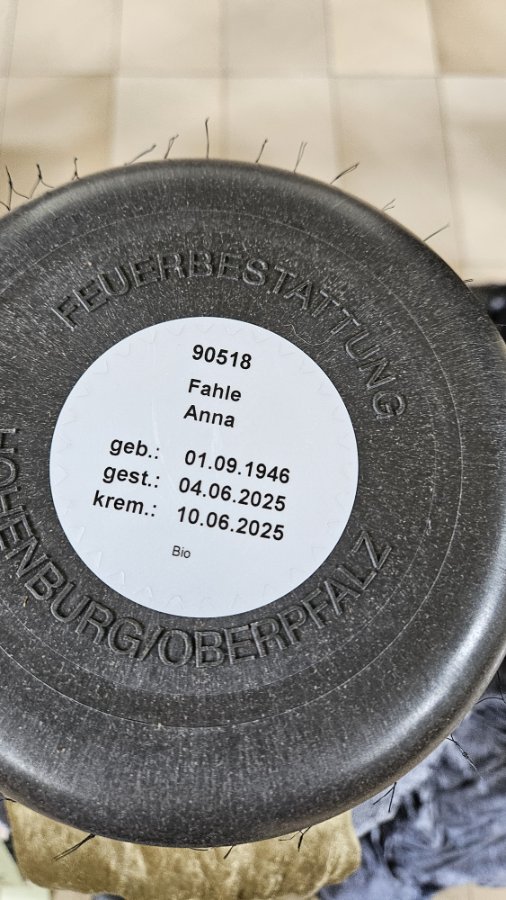 FEUERBESTATTUNG
90518
Fahle
Anna
geb.: 01.09.1946
gest.: 04.06.2025
krem.: 10.06.2025
Bio
HOHENBURG/OBERPFALZ